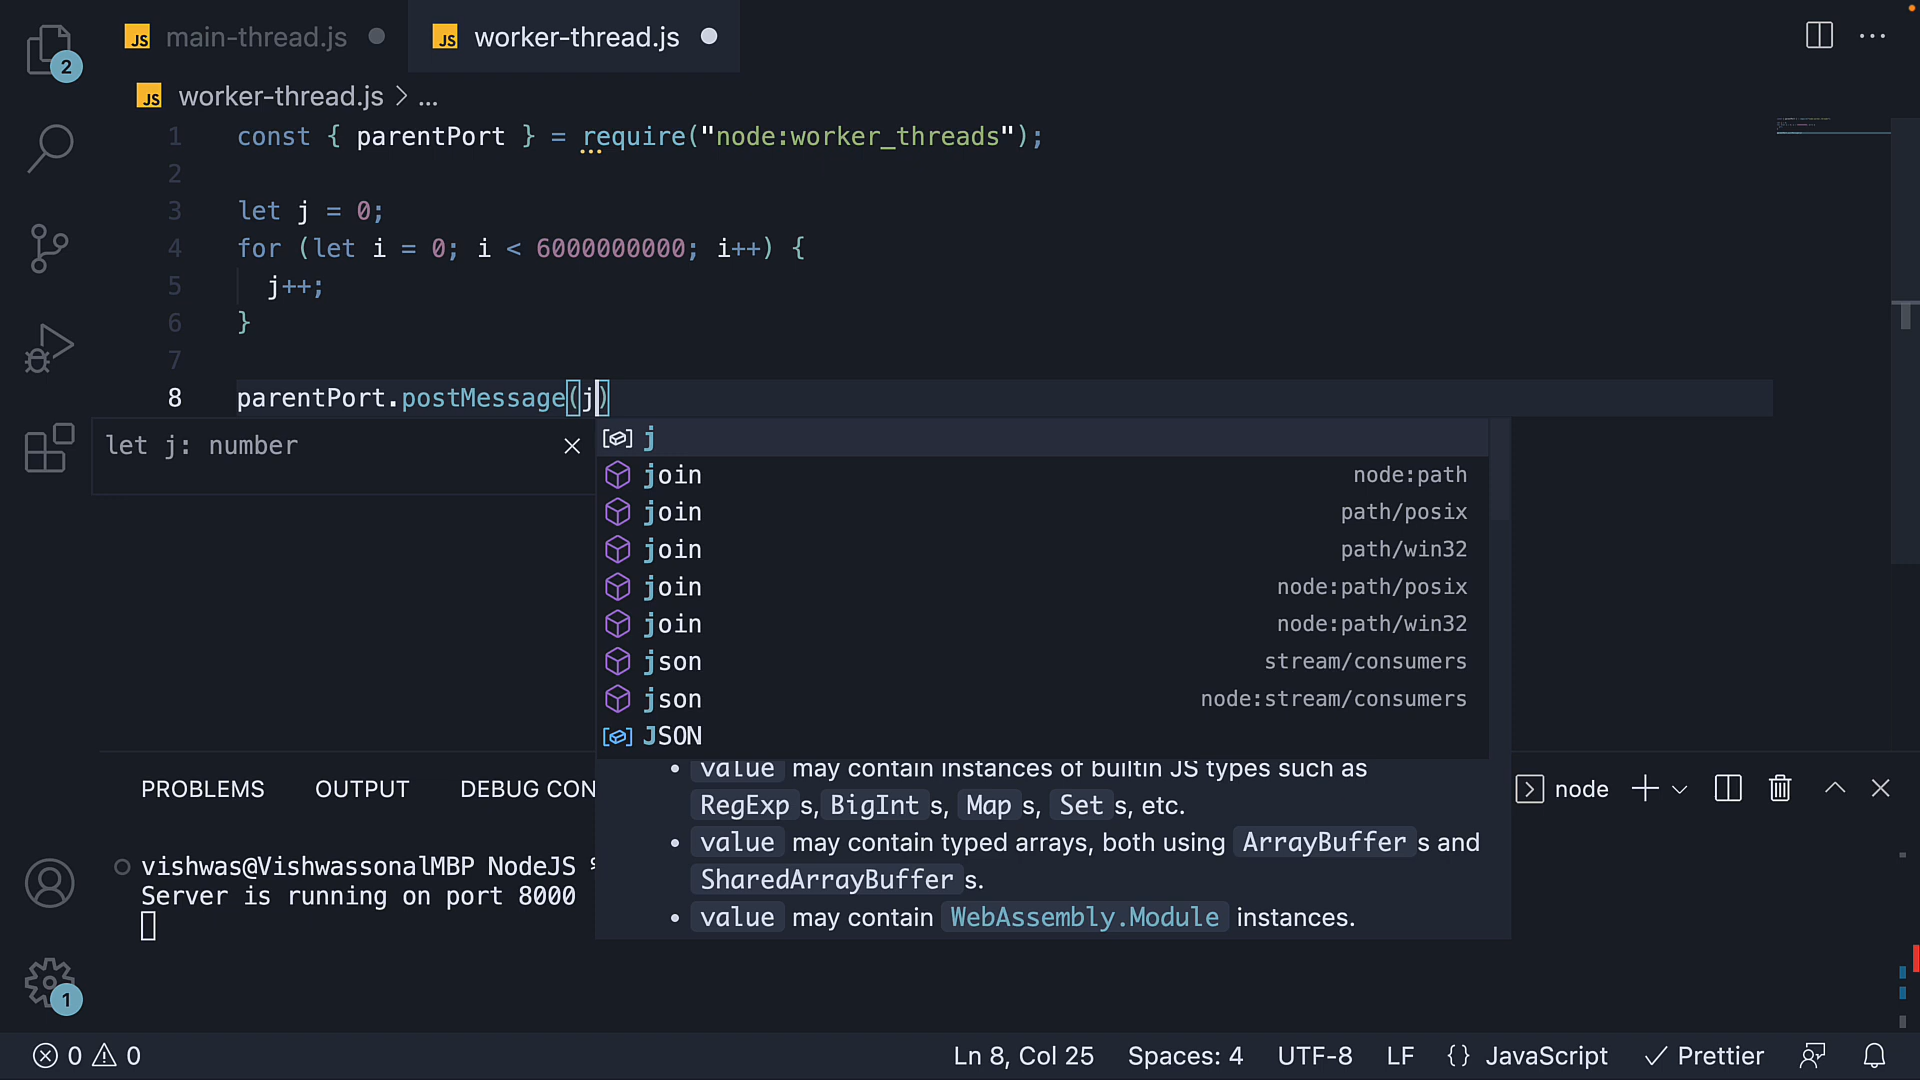 JS main-thread.js
JS worker-thread.js
2
JS worker-thread.js > ...
1 const { parentPort } = require("node:worker_threads");
2
3 let j = 0;
4 for (let i = 0; i < 6000000000; i++) {
5 j++;
6 }
7
8 parentPort.postMessage(j)
let j: number
j
join node:path
join path/posix
join path/win32
join node:path/posix
join node:path/win32
json stream/consumers
json node:stream/consumers
JSON
• value may contain instances of builtin JS types such as
RegExp s, BigInt s, Map s, Set s, etc.
• value may contain typed arrays, both using ArrayBuffer s and
SharedArrayBuffer s.
• value may contain WebAssembly.Module instances.
PROBLEMS OUTPUT DEBUG CON
node
vishwas@VishwassonalMBP NodeJS
Server is running on port 8000
1
0 0
Ln 8, Col 25 Spaces: 4 UTF-8 LF {} JavaScript Prettier